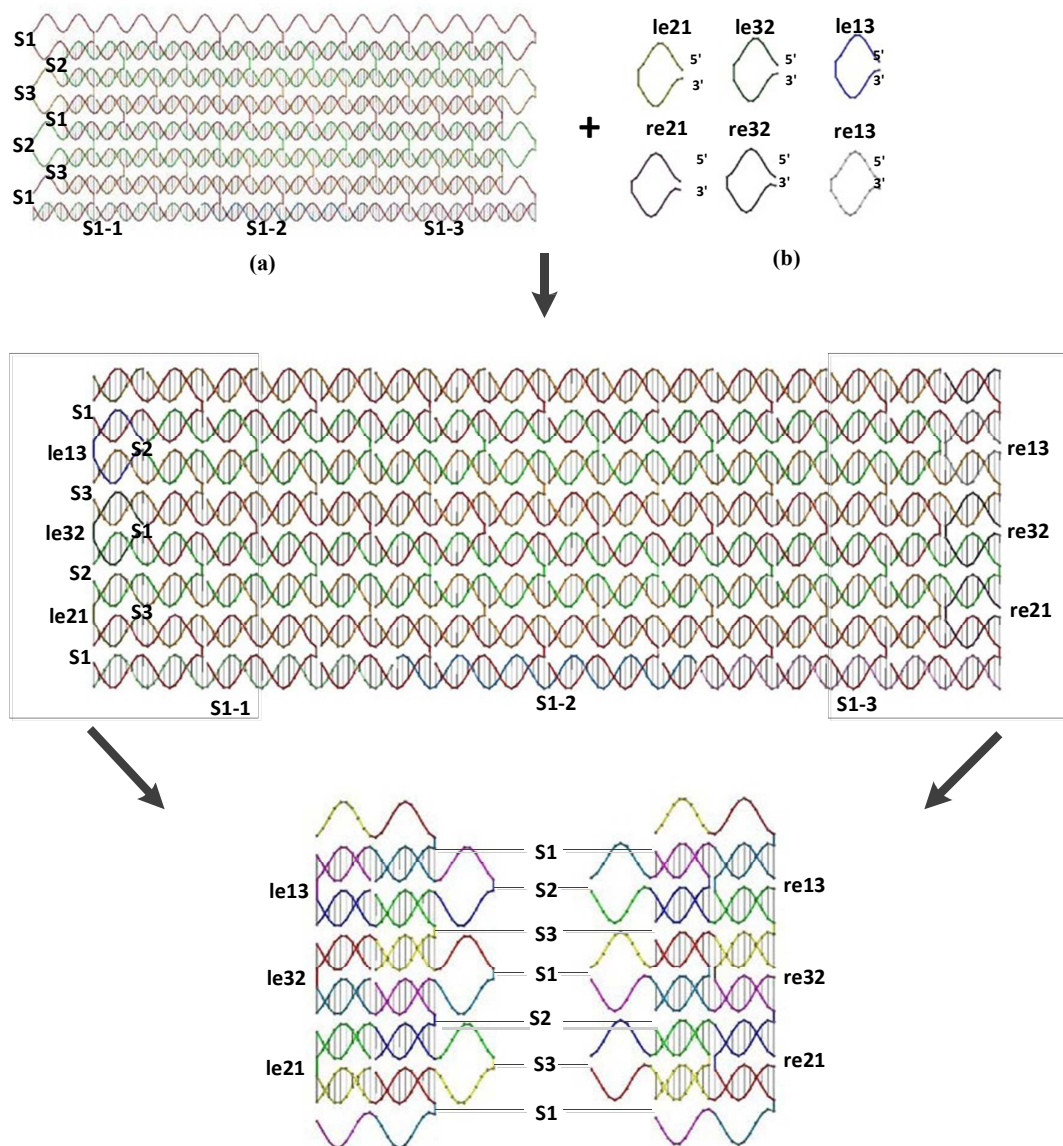 S1
S2
S3
S1
S2
S3
S1
S1-1 S1-2 S1-3
(a)
+
le21 le32 le13
5' 5' 5'
3' 3' 3'
re21 re32 re13
5' 5' 5'
3' 3' 3'
(b)
S1
le13 S2 re13
S3
le32 S1 re32
S2
le21 S3 re21
S1
S1-1 S1-2 S1-3
S1
le13 S2 re13
S3
le32 S1 re32
S2
le21 S3 re21
S1